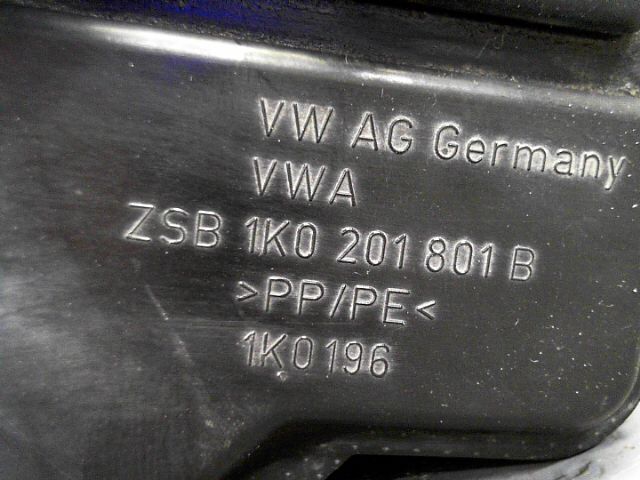 VW AG Germany
VWA
ZSB 1K0 201 801 B
>PP/PE<
1K0196